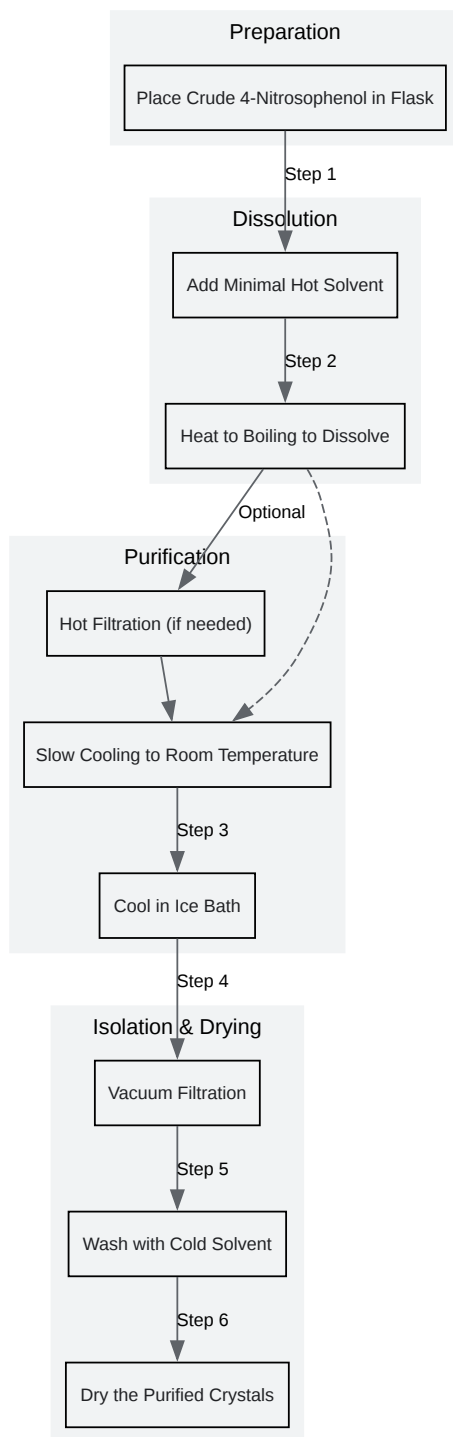 Preparation
Place Crude 4-Nitrosophenol in Flask
Step 1
Dissolution
Add Minimal Hot Solvent
Step 2
Heat to Boiling to Dissolve
Optional
Purification
Hot Filtration (if needed)
Slow Cooling to Room Temperature
Step 3
Cool in Ice Bath
Step 4
Isolation & Drying
Vacuum Filtration
Step 5
Wash with Cold Solvent
Step 6
Dry the Purified Crystals